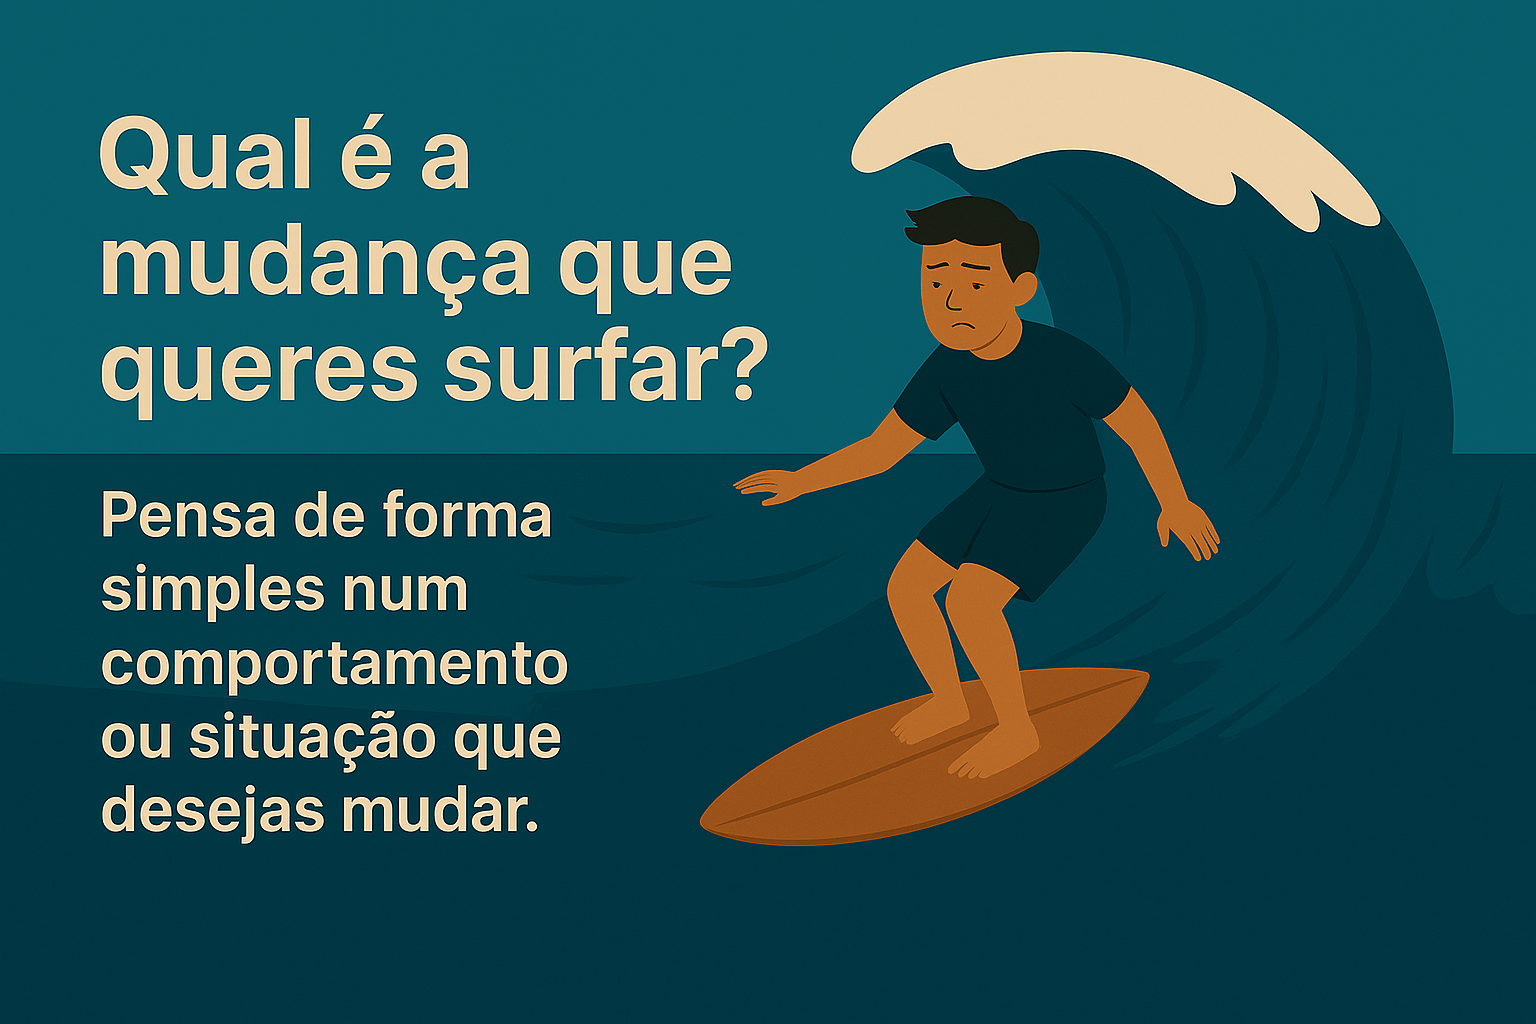 Qual é a
mudança que
queres surfar?
Pensa de forma
simples num
comportamento
ou situação que
desejas mudar.